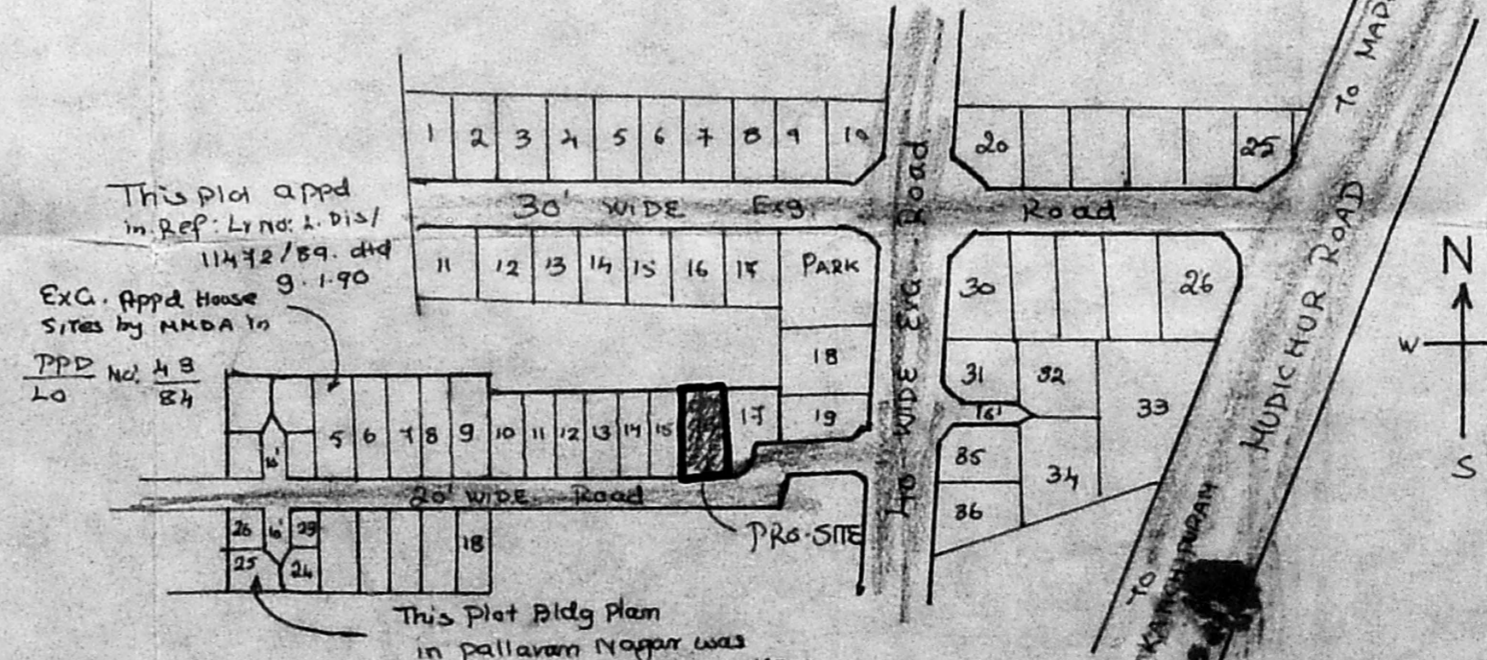 TO MADA
1 2 3 4 5 6 7 8 9 10
20 25
30' WIDE Exg. Road
This plot appd
in. Ref: Lr No: L. Dis/
11472/89. dtd
9.1.90
11 12 13 14 15 16 17 PARK
30 26
Exg. Appd House
Sites by MMDA in
PPD
LO
No: 48
84
18
19
31 32
16'
33
35
34
36
40' WIDE Exg. Road
MUDICHUR ROAD
N
W
S
5 6 7 8 9 10 11 12 13 14 15 17
16'
20' WIDE Road
PRO-SITE
26 16' 23
25 24
18
TO
KANCHIPURAM
This Plot Bldg Plan
in Pallavan Nagar was